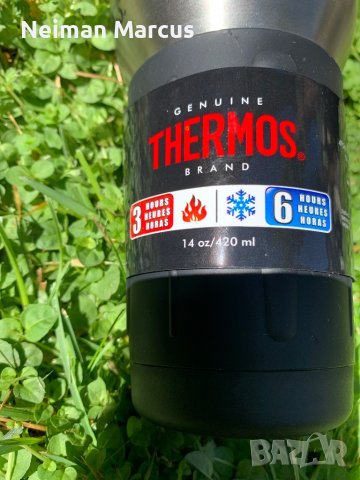 Neiman Marcus
GENUINE
THERMOS®
BRAND
3 HOURS
HEURES
HORAS
6 HOURS
HEURES
HORAS
14 oz/420 ml
BAZAR